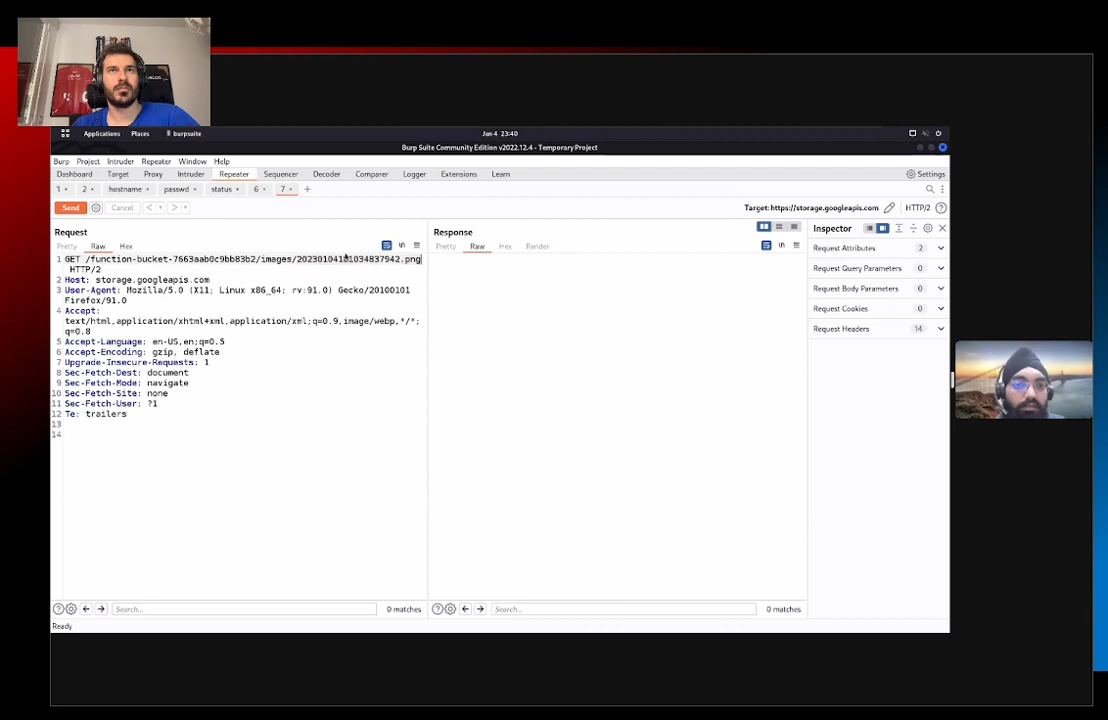 Applications Places burpsuite Jan 4 23:40
Burp Suite Community Edition v2022.12.4 - Temporary Project
Burp Project Intruder Repeater Window Help
Dashboard Target Proxy Intruder Repeater Sequencer Decoder Comparer Logger Extensions Learn Settings
1 × 2 × hostname × passwd × status × 6 × 7 × +
Send Cancel < > Target: https://storage.googleapis.com HTTP/2
Request Response Inspector
Pretty Raw Hex \n Pretty Raw Hex Render \n
Request Attributes 2
Request Query Parameters 0
Request Body Parameters 0
Request Cookies 0
Request Headers 14
1 GET /function-bucket-7663aab0c9bb83b2/images/
HTTP/2
2 Host: storage.googleapis.com
3 User-Agent: Mozilla/5.0 (X11; Linux x86_64; rv:91.0) Gecko/20100101
Firefox/91.0
4 Accept:
text/html,application/xhtml+xml,application/xml;q=0.9,image/webp,*/*;
q=0.8
5 Accept-Language: en-US,en;q=0.5
6 Accept-Encoding: gzip, deflate
7 Upgrade-Insecure-Requests: 1
8 Sec-Fetch-Dest: document
9 Sec-Fetch-Mode: navigate
10 Sec-Fetch-Site: none
11 Sec-Fetch-User: ?1
12 Te: trailers
13
14
Search... 0 matches Search... 0 matches
Ready